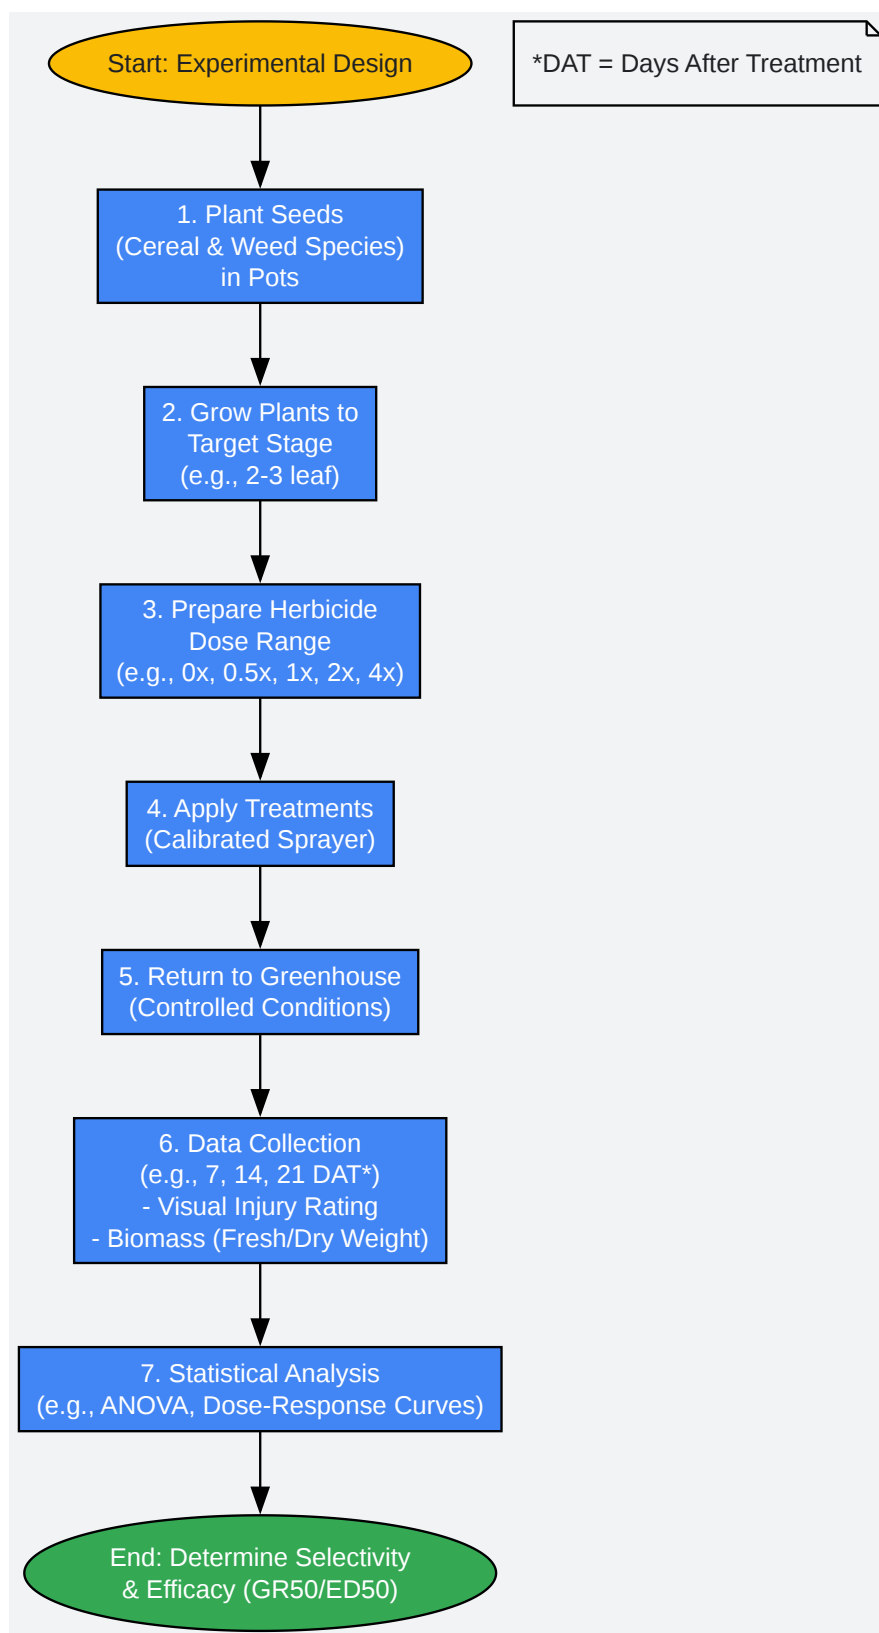 Start: Experimental Design
*DAT = Days After Treatment
1. Plant Seeds
(Cereal & Weed Species)
in Pots
2. Grow Plants to
Target Stage
(e.g., 2-3 leaf)
3. Prepare Herbicide
Dose Range
(e.g., 0x, 0.5x, 1x, 2x, 4x)
4. Apply Treatments
(Calibrated Sprayer)
5. Return to Greenhouse
(Controlled Conditions)
6. Data Collection
(e.g., 7, 14, 21 DAT*)
- Visual Injury Rating
- Biomass (Fresh/Dry Weight)
7. Statistical Analysis
(e.g., ANOVA, Dose-Response Curves)
End: Determine Selectivity
& Efficacy (GR50/ED50)